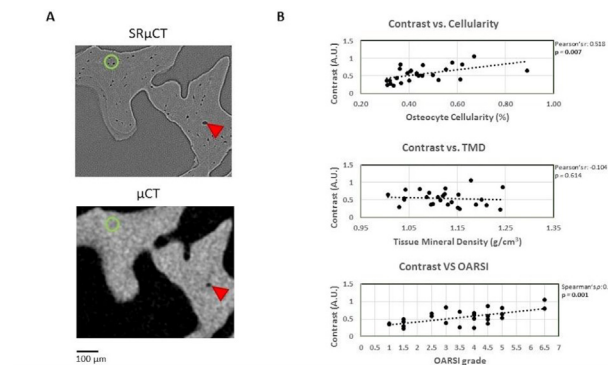 A
SRµCT
µCT
100 µm
B
Contrast vs. Cellularity
Pearson's r: 0.518
p = 0.007
Contrast (A.U.)
1.5
1
0.5
0
0.20
0.40
0.60
0.80
1.00
Osteocyte Cellularity (%)
Contrast vs. TMD
Pearson's r: -0.104
p = 0.614
Contrast (A.U.)
1.5
1
0.5
0
0.95
1.05
1.15
1.25
1.35
Tissue Mineral Density (g/cm³)
Contrast VS OARSI
Spearman's ρ: 0.
p = 0.001
Contrast (A.U.)
1.5
1
0.5
0
0 0.5 1 1.5 2 2.5 3 3.5 4 4.5 5 5.5 6 6.5 7
OARSI grade